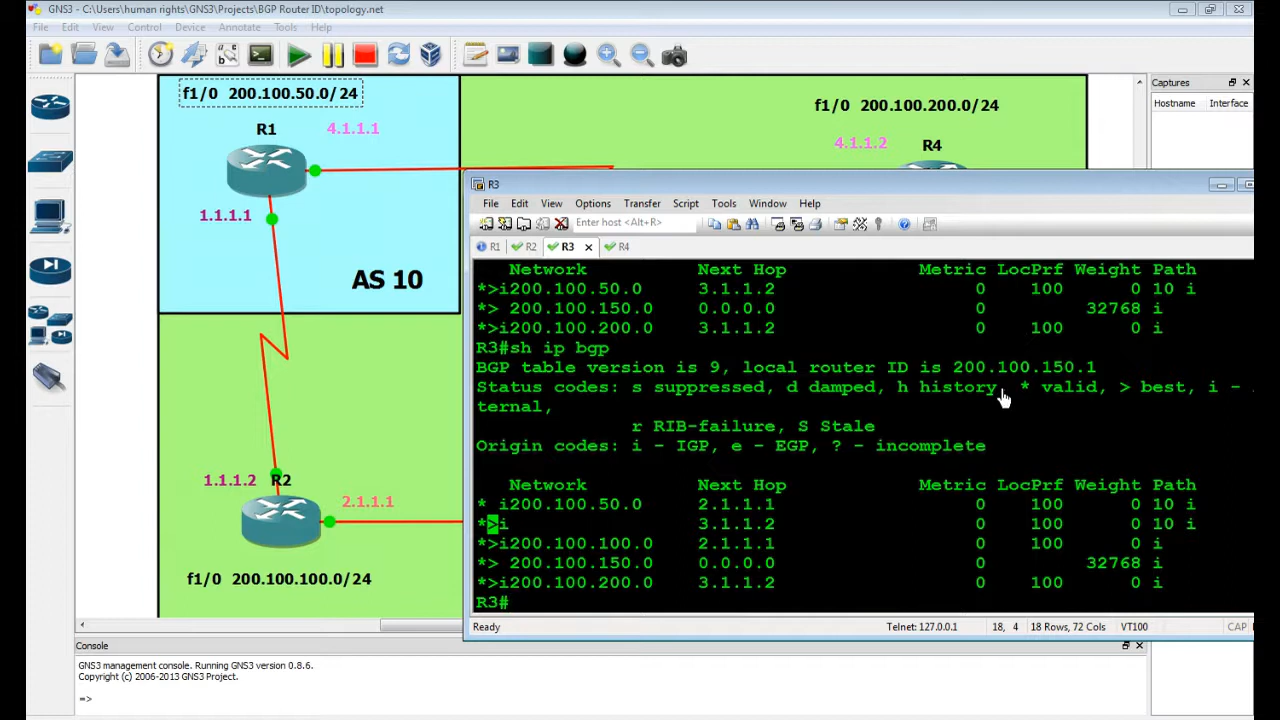 GNS3 - C:\Users\human rights\GNS3\Projects\BGP Router ID\topology.net
File Edit View Control Device Annotate Tools Help
f1/0 200.100.50.0/24
R1
4.1.1.1
1.1.1.1
AS 10
1.1.1.2
R2
2.1.1.1
f1/0 200.100.100.0/24
f1/0 200.100.200.0/24
4.1.1.2
R4
Captures
Hostname Interface
R3
File Edit View Options Transfer Script Tools Window Help
Enter host <Alt+R>
R1 R2 R3 R4
Network Next Hop Metric LocPrf Weight Path
*>i200.100.50.0 3.1.1.2 0 100 0 10 i
*> 200.100.150.0 0.0.0.0 0 32768 i
*>i200.100.200.0 3.1.1.2 0 100 0 i
R3#sh ip bgp
BGP table version is 9, local router ID is 200.100.150.1
Status codes: s suppressed, d damped, h history, * valid, > best, i -
ternal,
r RIB-failure, S Stale
Origin codes: i - IGP, e - EGP, ? - incomplete
Network Next Hop Metric LocPrf Weight Path
* i200.100.50.0 2.1.1.1 0 100 0 10 i
*>i 3.1.1.2 0 100 0 10 i
*>i200.100.100.0 2.1.1.1 0 100 0 i
*> 200.100.150.0 0.0.0.0 0 32768 i
*>i200.100.200.0 3.1.1.2 0 100 0 i
R3#
Ready Telnet: 127.0.0.1 18, 4 18 Rows, 72 Cols VT100 CAP
Console
GNS3 management console. Running GNS3 version 0.8.6.
Copyright (c) 2006-2013 GNS3 Project.
=>